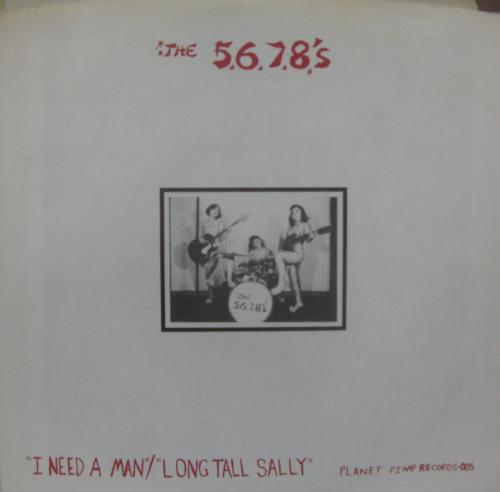 THE 5.6.7.8's
THE
5.6.7.8's
"I NEED A MAN"/"LONG TALL SALLY"
PLANET PIMP RECORDS-005